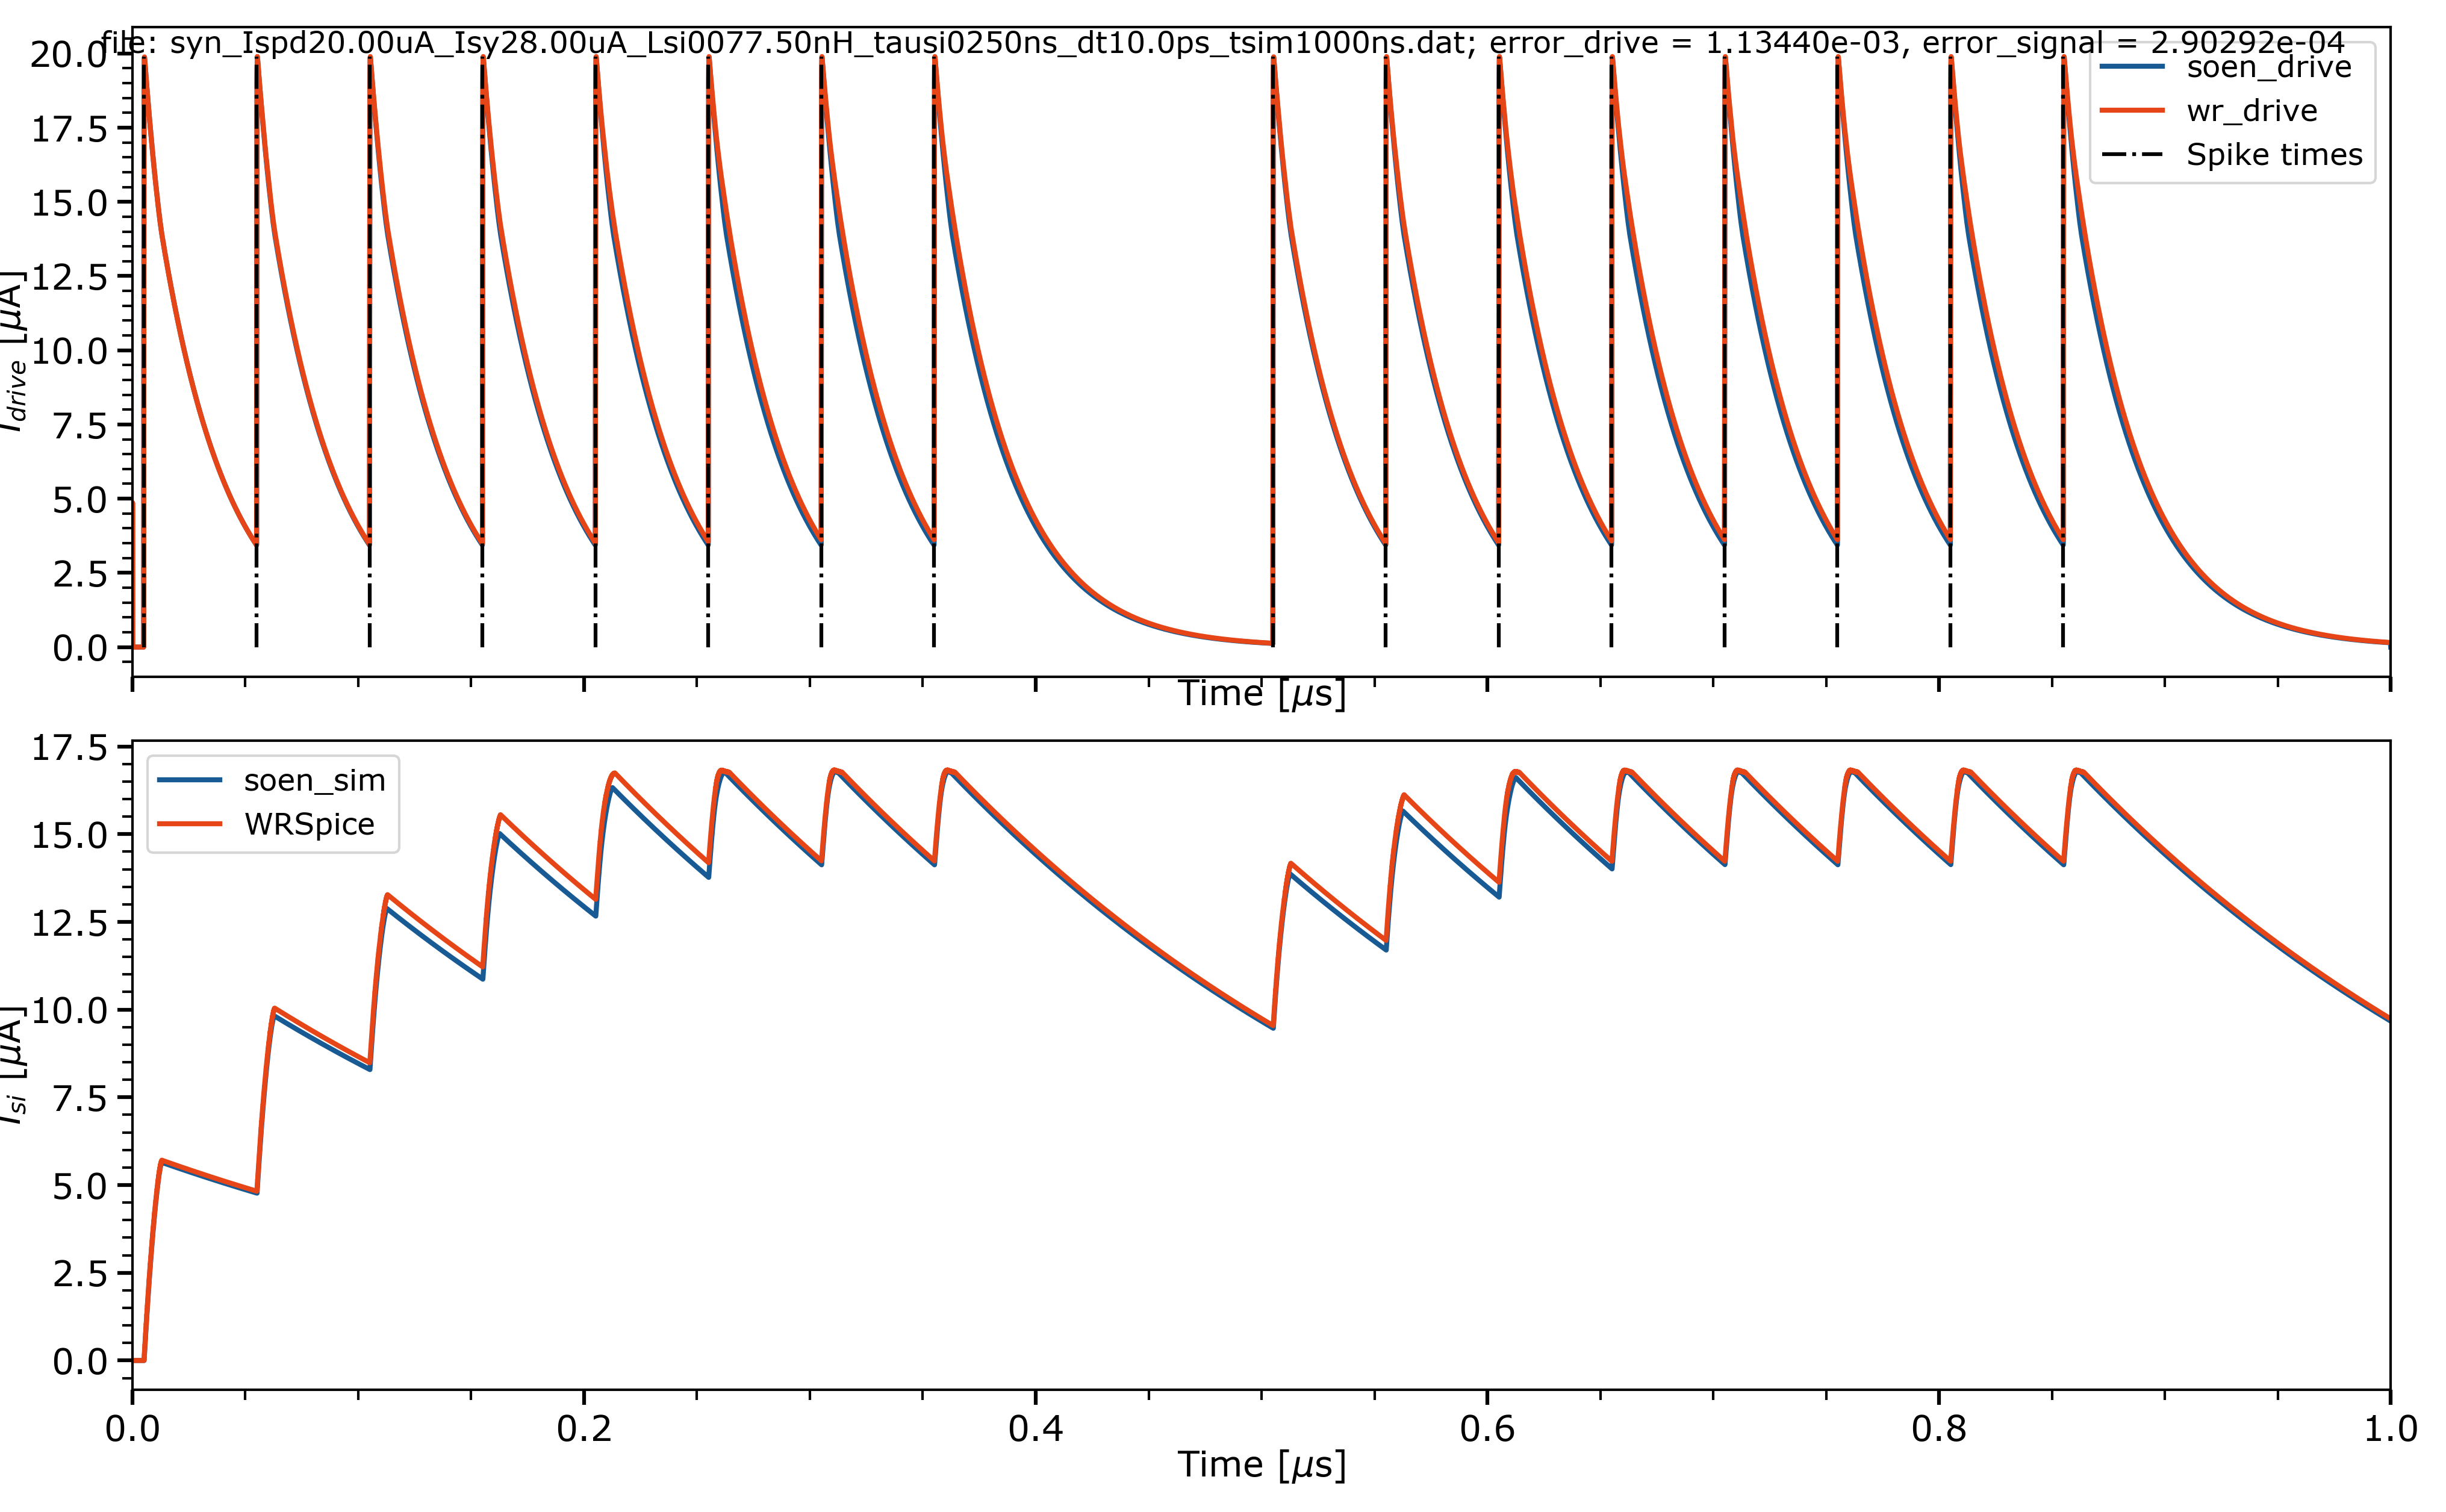 file: syn_Ispd20.00uA_Isy28.00uA_Lsi0077.50nH_tausi0250ns_dt10.0ps_tsim1000ns.dat; error_drive = 1.13440e-03, error_signal = 2.90292e-04
20.0
17.5
15.0
12.5
10.0
7.5
5.0
2.5
0.0
I_drive [μA]
soen_drive
wr_drive
Spike times
Time [μs]
17.5
15.0
12.5
10.0
7.5
5.0
2.5
0.0
I_si [μA]
soen_sim
WRSpice
0.0 0.2 0.4 0.6 0.8 1.0
Time [μs]